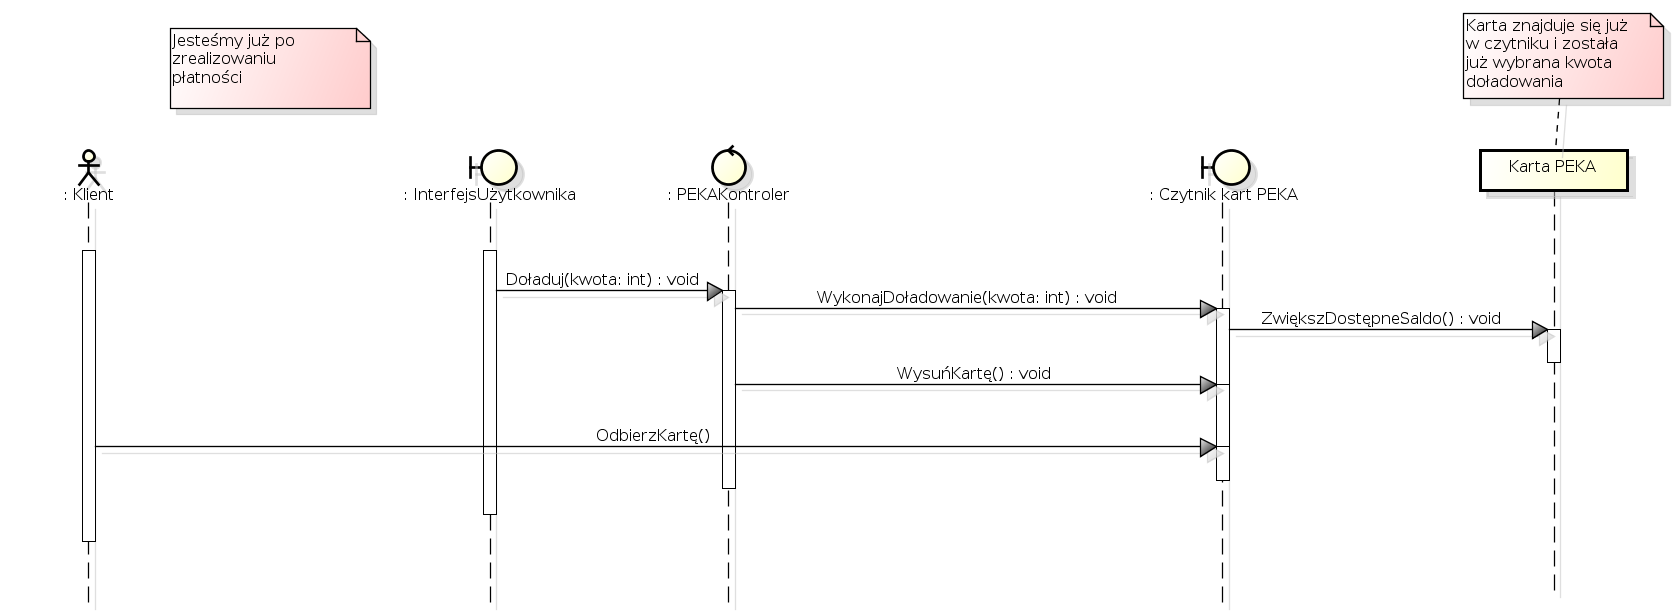 Jesteśmy już po
zrealizowaniu
płatności
Karta znajduje się już
w czytniku i została
już wybrana kwota
doładowania
: Klient
: InterfejsUżytkownika
: PEKAKontroler
: Czytnik kart PEKA
Karta PEKA
Doładuj(kwota: int) : void
WykonajDoładowanie(kwota: int) : void
ZwiększDostępneSaldo() : void
WysuńKartę() : void
OdbierzKartę()